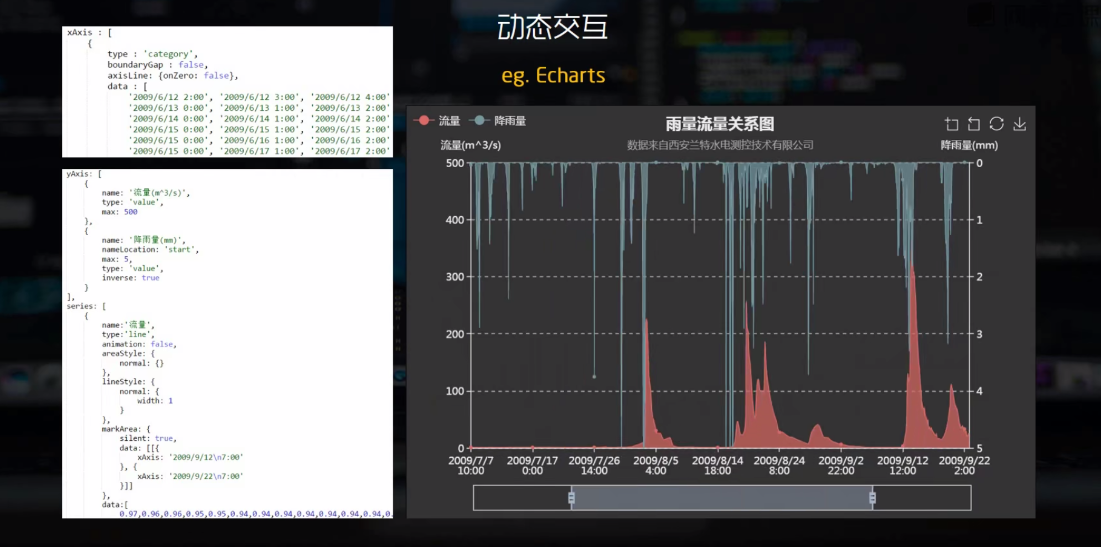 动态交互
eg. Echarts
xAxis : [
{
type : 'category',
boundaryGap : false,
axisLine: {onZero: false},
data : [
'2009/6/12 2:00', '2009/6/12 3:00', '2009/6/12 4:00'
'2009/6/13 0:00', '2009/6/13 1:00', '2009/6/13 2:00'
'2009/6/14 0:00', '2009/6/14 1:00', '2009/6/14 2:00'
'2009/6/15 0:00', '2009/6/15 1:00', '2009/6/15 2:00'
'2009/6/16 0:00', '2009/6/16 1:00', '2009/6/16 2:00'
'2009/6/15 0:00', '2009/6/17 1:00', '2009/6/17 2:00'
yAxis: [
{
name: '流量(m^3/s)',
type: 'value',
max: 500
},
{
name: '降雨量(mm)',
nameLocation: 'start',
max: 5,
type: 'value',
inverse: true
}
],
series: [
{
name:'流量',
type:'line',
animation: false,
areaStyle: {
normal: {}
},
lineStyle: {
normal: {
width: 1
}
},
markArea: {
silent: true,
data: [[{
xAxis: '2009/9/12\n7:00'
}, {
xAxis: '2009/9/22\n7:00'
}]]
},
data:[
0.97,0.96,0.96,0.95,0.95,0.94,0.94,0.94,0.94,0.94,0.94,0.94,0.
流量 降雨量
雨量流量关系图
流量(m^3/s) 数据来自西安兰特水电测控技术有限公司 降雨量(mm)
500 0
400 1
300 2
200 3
100 4
0 5
2009/7/7 2009/7/17 2009/7/26 2009/8/5 2009/8/14 2009/8/24 2009/9/2 2009/9/12 2009/9/22
10:00 0:00 14:00 4:00 18:00 8:00 22:00 12:00 2:00